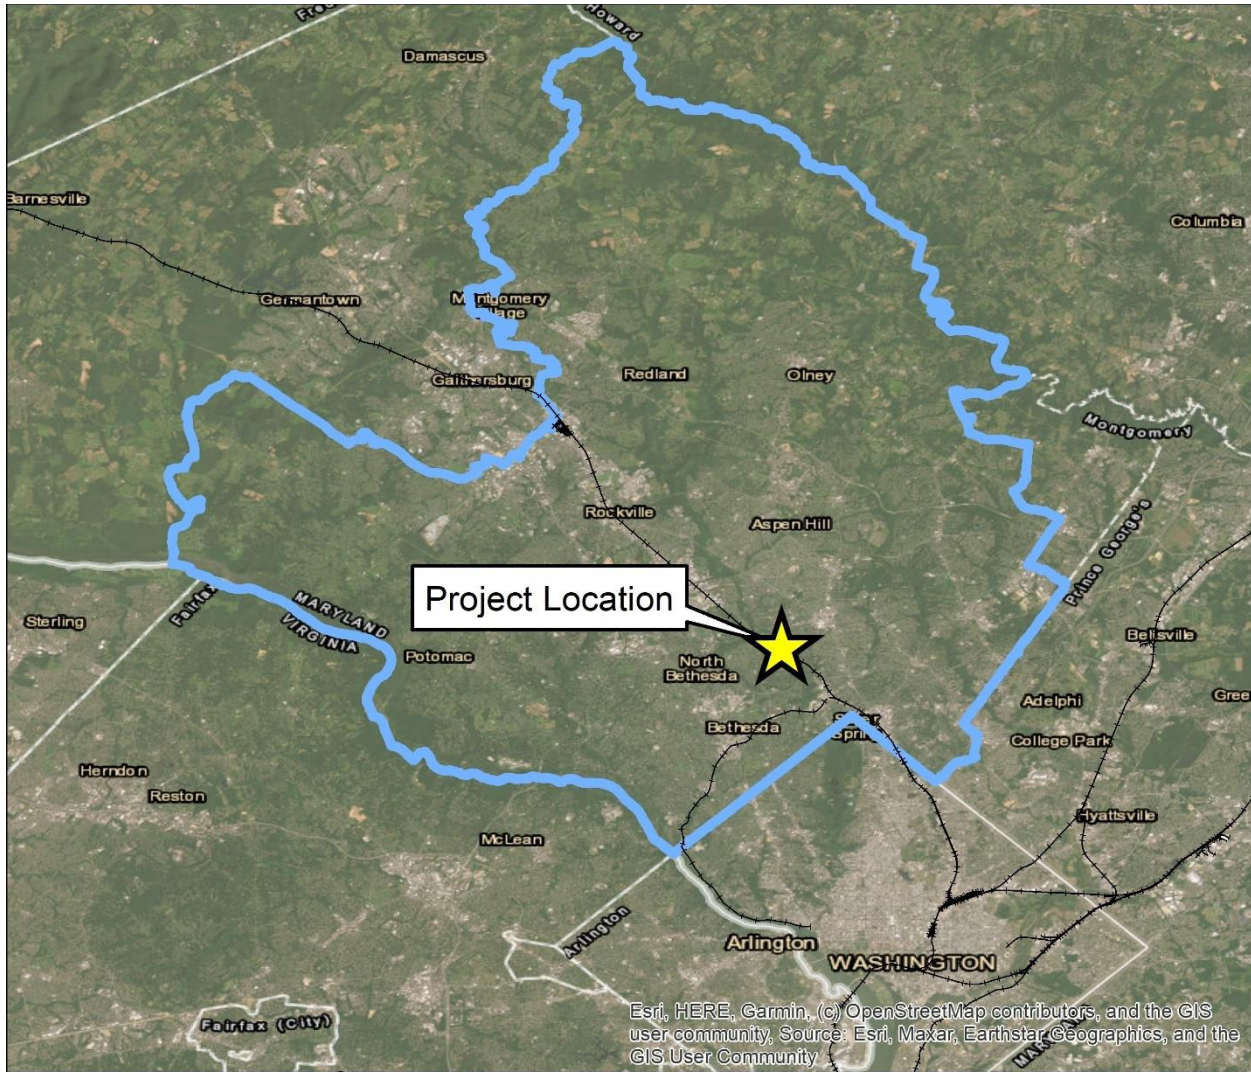 Howard
Damascus
Barnesville
Columbia
Germantown
Montgomery
Village
Gaithersburg
Redland
Olney
Montgomery
Rockville
Aspen Hill
Prince George's
Project Location
MARYLAND
VIRGINIA
Fairfax
Sterling
Potomac
North
Bethesda
Beltsville
Adelphi
Gree
Bethesda
Silver
Spring
College Park
Herndon
Reston
Hyattsville
McLean
Arlington
Arlington
WASHINGTON
Fairfax (City)
Esri, HERE, Garmin, (c) OpenStreetMap contributors, and the GIS
user community, Source: Esri, Maxar, Earthstar Geographics, and the
GIS User Community